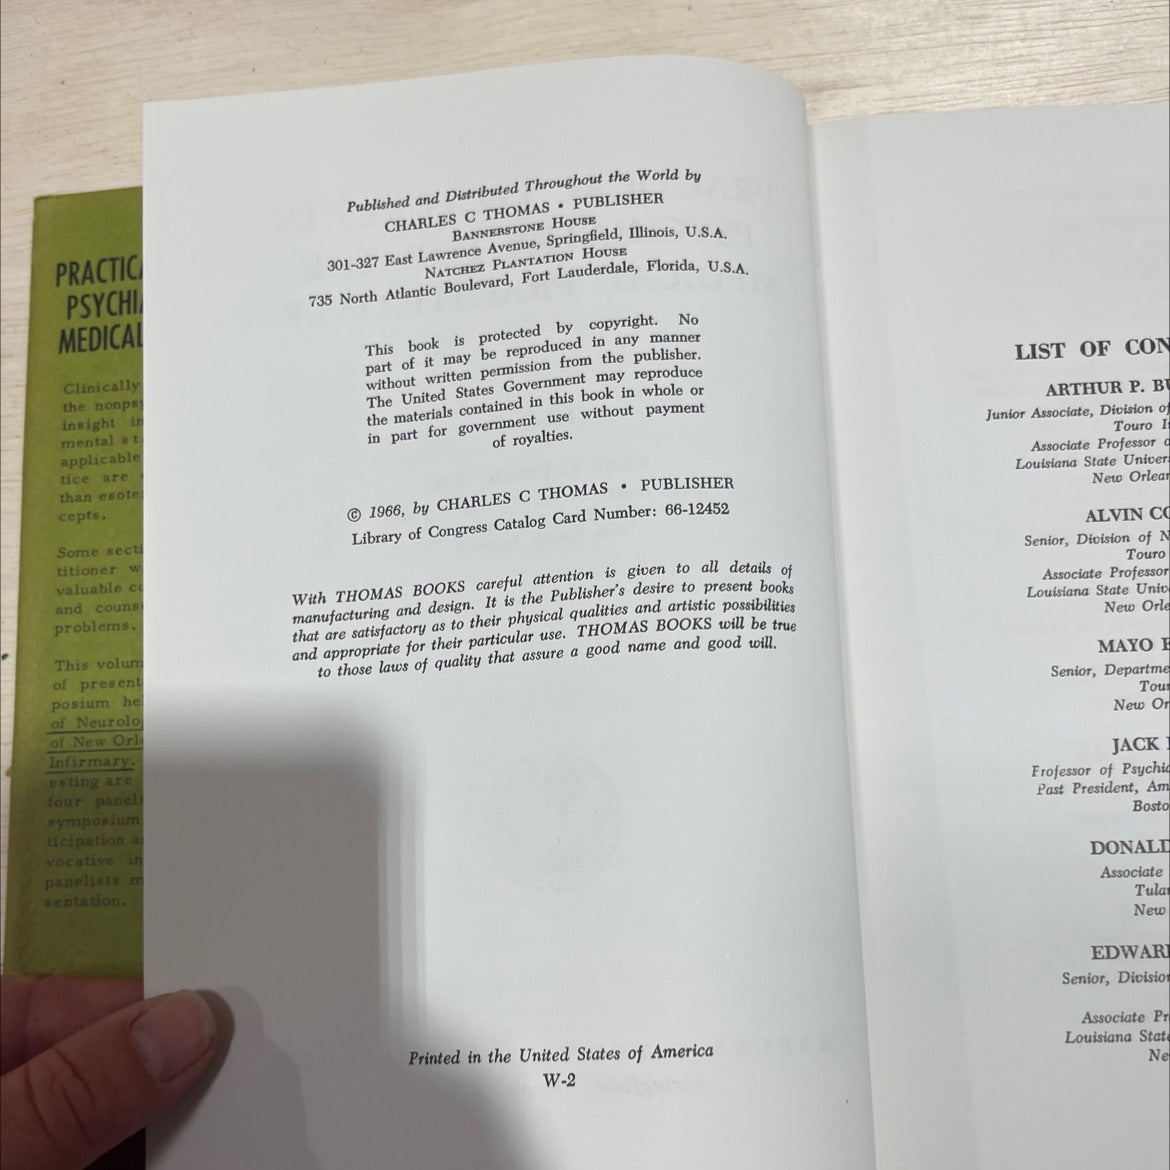 PRACTICA
PSYCHI
MEDICAL
Clinically
the nonps
insight in
mental st
applicable
tice are
than esote
cepts.
Some secti
titioner w
valuable co
and couns
problems.
This volum
of present
posium he
of Neurolo
of New Orl
Infirmary.
esting are
four panel
symposium
ticipation a
vocative in
panelists m
sentation.
Published and Distributed Throughout the World by
CHARLES C THOMAS • PUBLISHER
BANNERSTONE HOUSE
301-327 East Lawrence Avenue, Springfield, Illinois, U.S.A.
NATCHEZ PLANTATION HOUSE
735 North Atlantic Boulevard, Fort Lauderdale, Florida, U.S.A.
This book is protected by copyright. No
part of it may be reproduced in any manner
without written permission from the publisher.
The United States Government may reproduce
the materials contained in this book in whole or
in part for government use without payment
of royalties.
© 1966, by CHARLES C THOMAS • PUBLISHER
Library of Congress Catalog Card Number: 66-12452
With THOMAS BOOKS careful attention is given to all details of
manufacturing and design. It is the Publisher's desire to present books
that are satisfactory as to their physical qualities and artistic possibilities
and appropriate for their particular use. THOMAS BOOKS will be true
to those laws of quality that assure a good name and good will.
Printed in the United States of America
W-2
LIST OF CON
ARTHUR P. BU
Junior Associate, Division of
Touro I
Associate Professor o
Louisiana State Univer
New Orlean
ALVIN CO
Senior, Division of N
Touro
Associate Professor
Louisiana State Univ
New Orle
MAYO E
Senior, Departme
Tour
New Or
JACK
Professor of Psychia
Past President, Am
Bosto
DONALD
Associate
Tular
New
EDWAR
Senior, Division
Associate Pr
Louisiana Stat
Ne